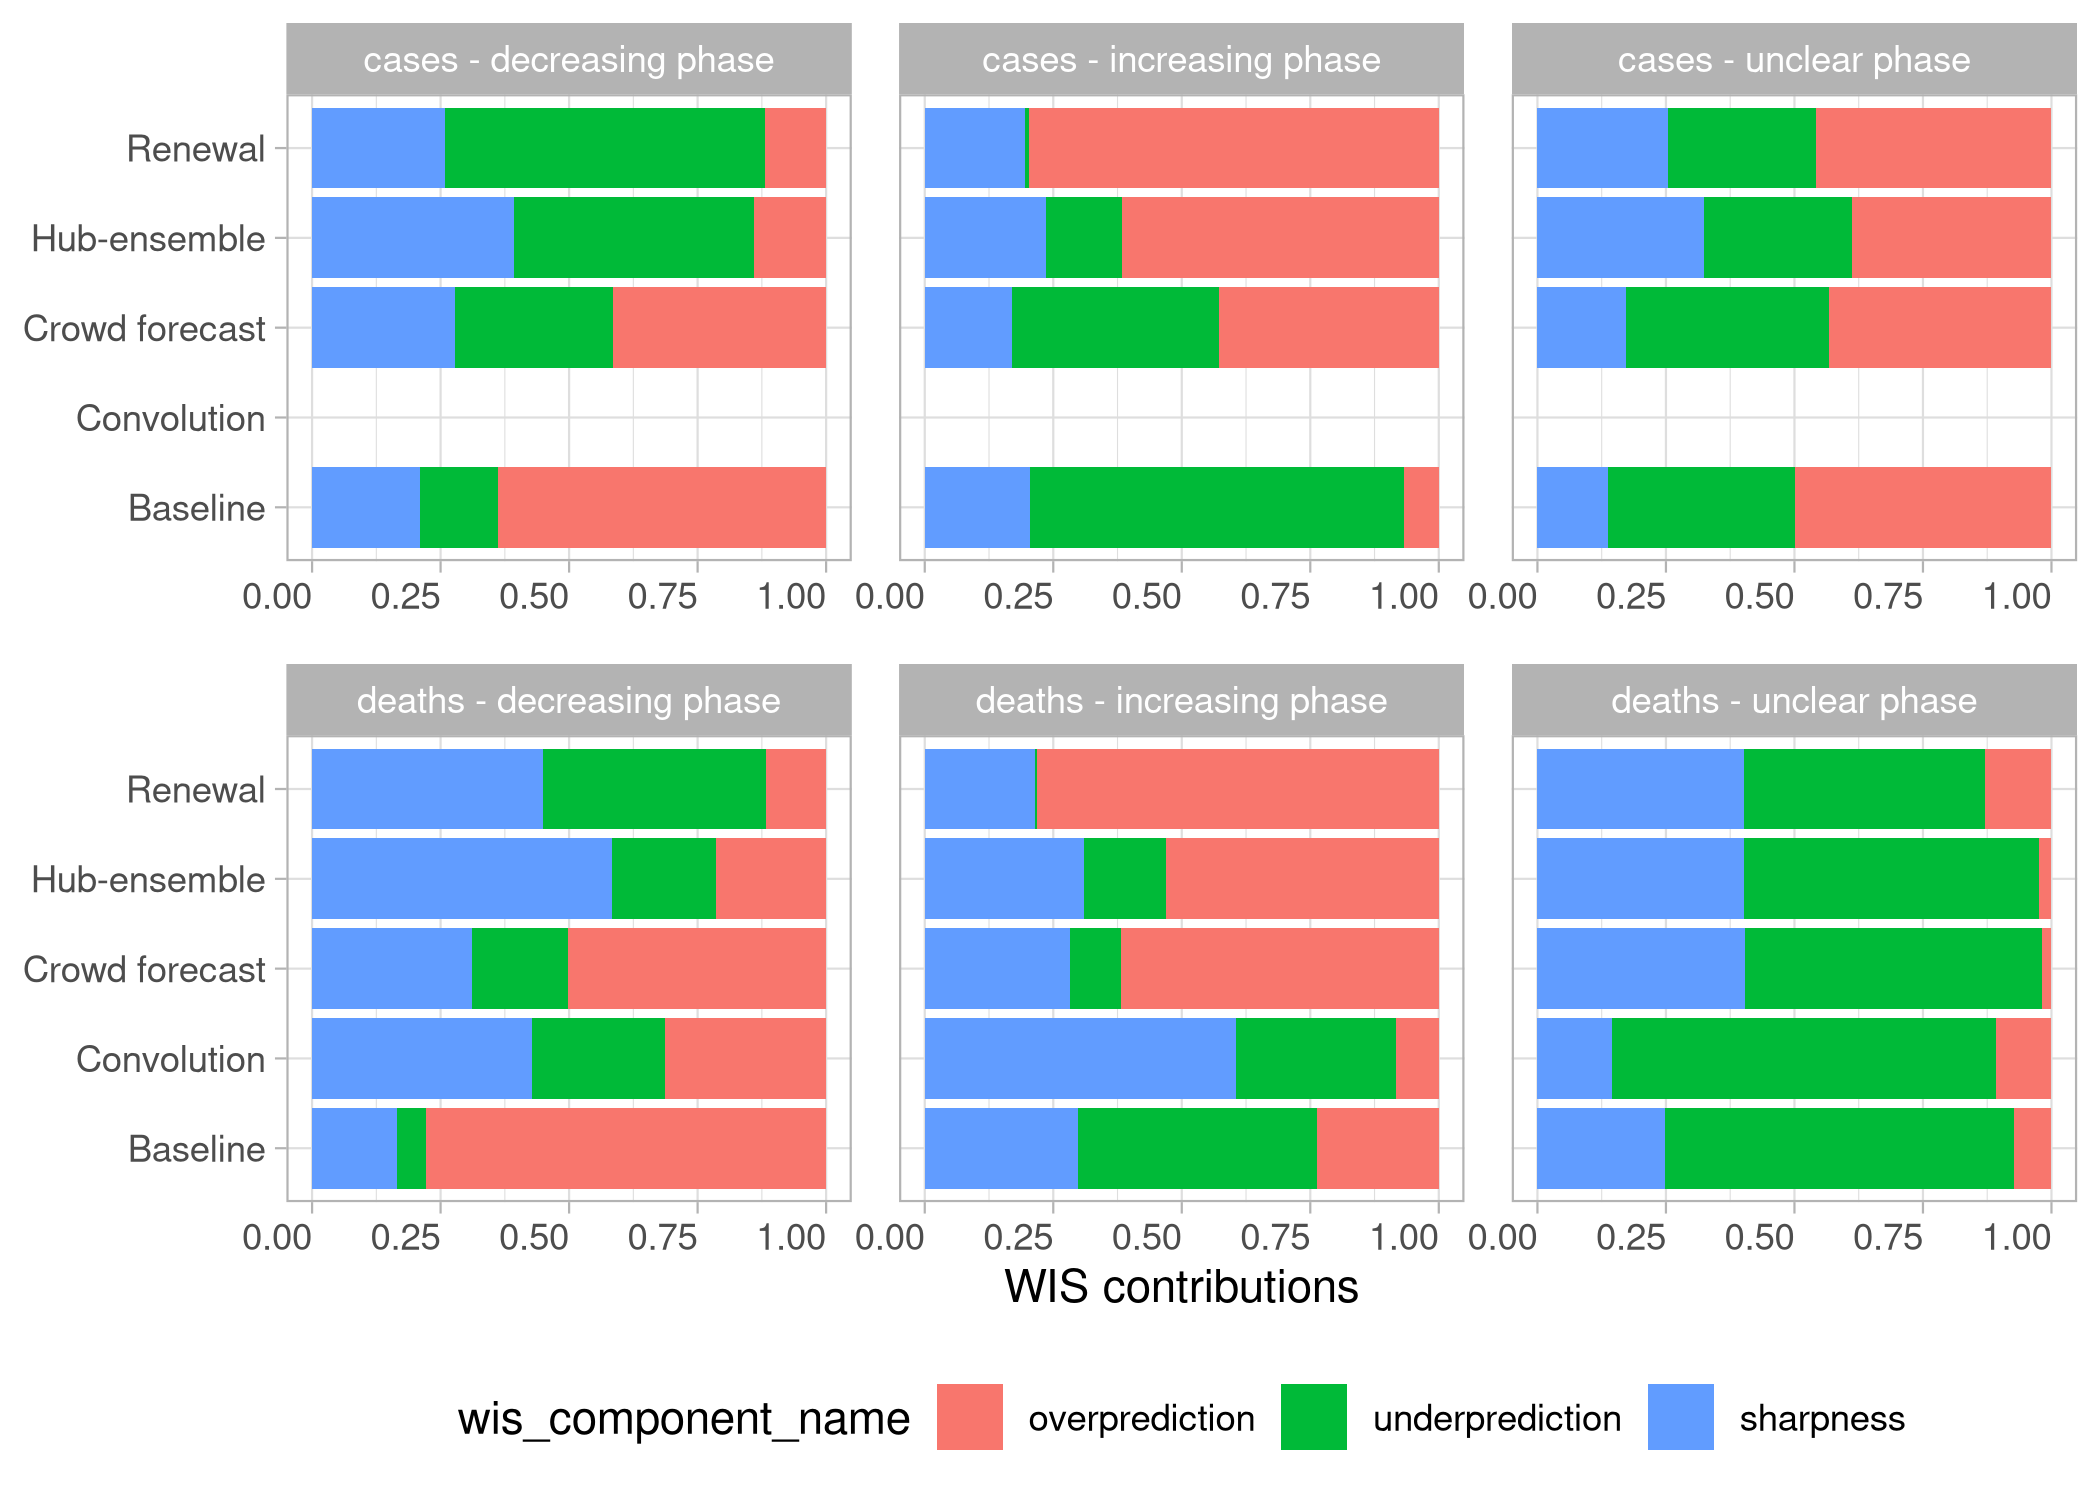 cases - decreasing phase cases - increasing phase cases - unclear phase
Renewal
Hub-ensemble
Crowd forecast
Convolution
Baseline
0.00 0.25 0.50 0.75 1.00 0.00 0.25 0.50 0.75 1.00 0.00 0.25 0.50 0.75 1.00
deaths - decreasing phase deaths - increasing phase deaths - unclear phase
Renewal
Hub-ensemble
Crowd forecast
Convolution
Baseline
0.00 0.25 0.50 0.75 1.00 0.00 0.25 0.50 0.75 1.00 0.00 0.25 0.50 0.75 1.00
WIS contributions
wis_component_name overprediction underprediction sharpness